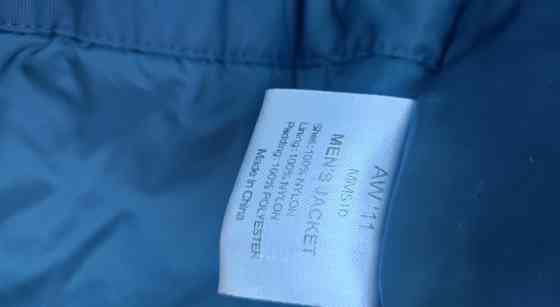 AW'11
MMS10
MEN'S JACKET
Shell:100% NYLON
Lining:100% NYLON
Padding:100% POLYESTER
Made in China